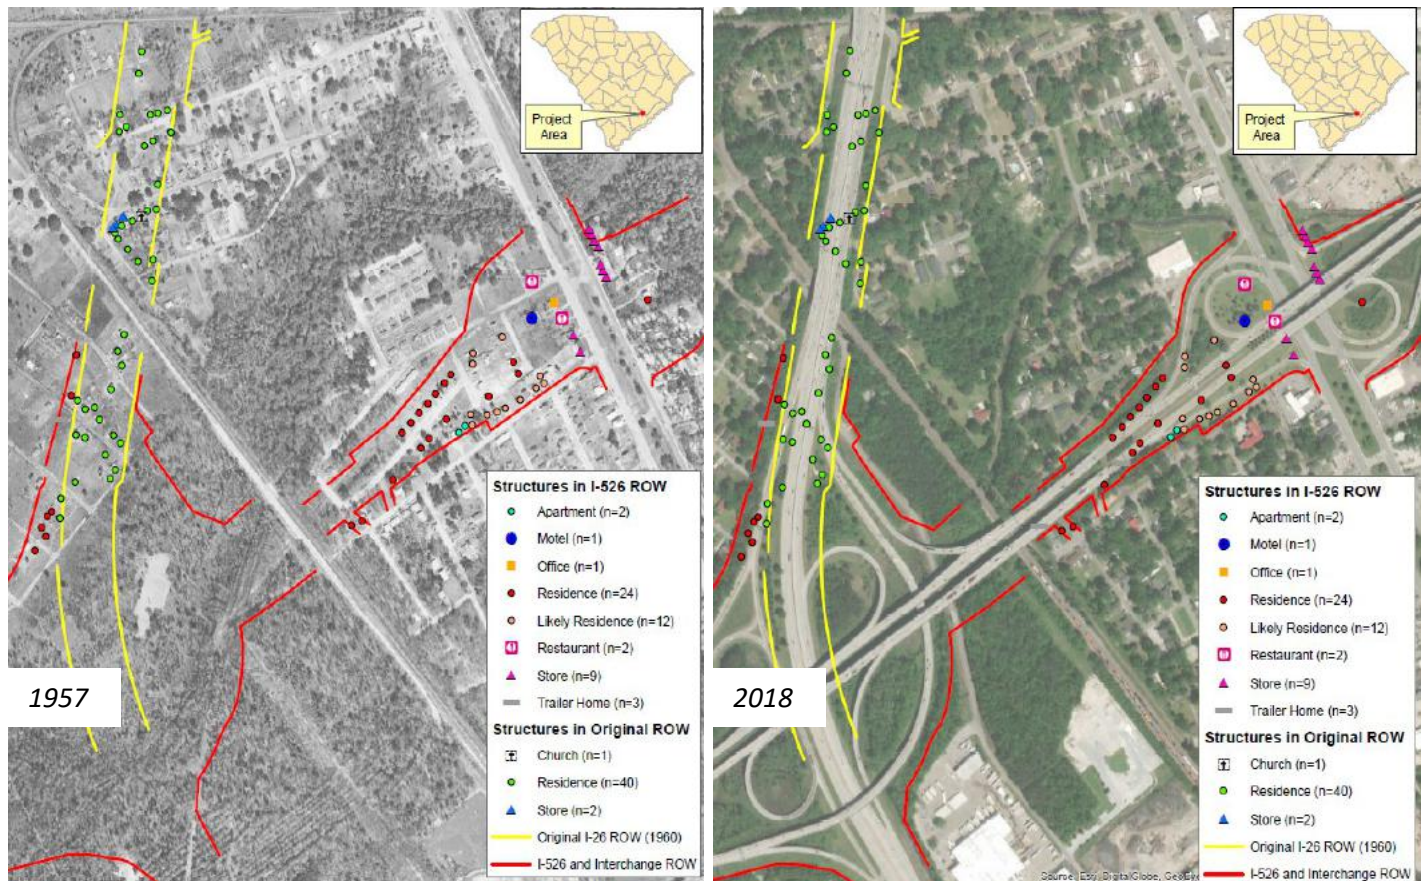 Project
Area
1957
Structures in I-526 ROW
Apartment (n=2)
Motel (n=1)
Office (n=1)
Residence (n=24)
Likely Residence (n=12)
Restaurant (n=2)
Store (n=9)
Trailer Home (n=3)
Structures in Original ROW
Church (n=1)
Residence (n=40)
Store (n=2)
Original I-26 ROW (1960)
I-526 and Interchange ROW
Project
Area
2018
Structures in I-526 ROW
Apartment (n=2)
Motel (n=1)
Office (n=1)
Residence (n=24)
Likely Residence (n=12)
Restaurant (n=2)
Store (n=9)
Trailer Home (n=3)
Structures in Original ROW
Church (n=1)
Residence (n=40)
Store (n=2)
Original I-26 ROW (1960)
I-526 and Interchange ROW
Source: Esri, DigitalGlobe, GeoEye